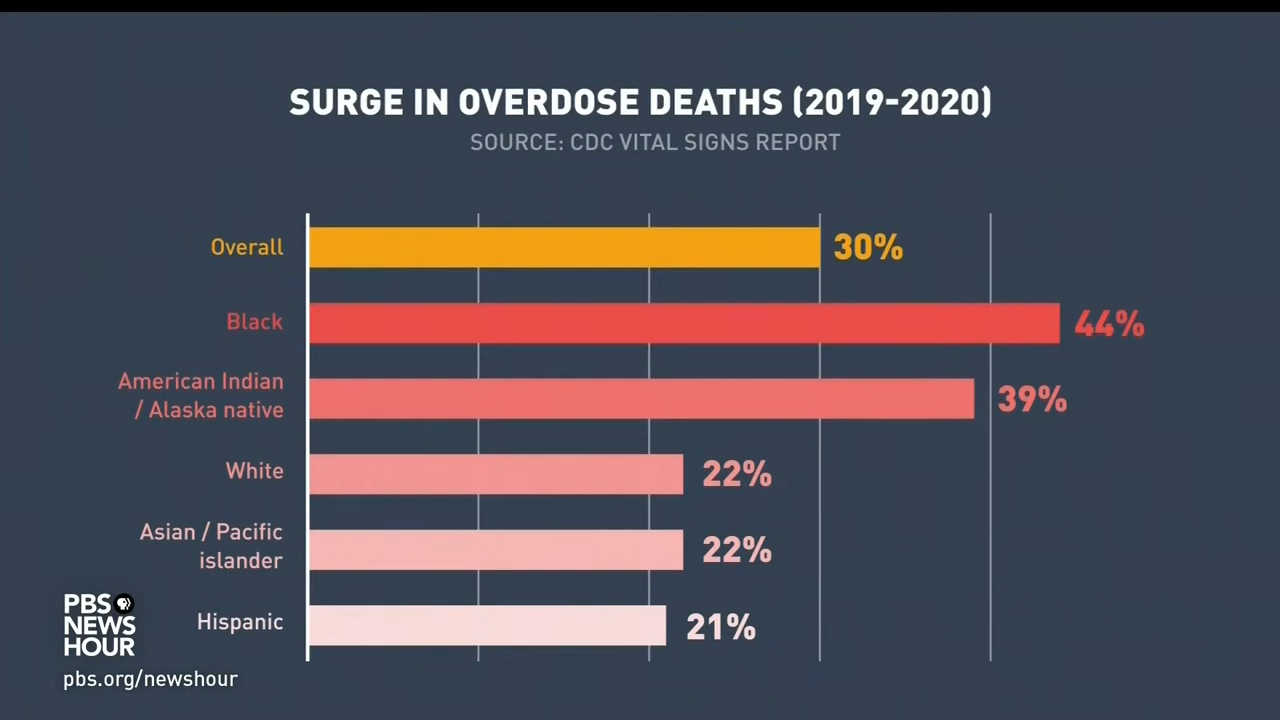 SURGE IN OVERDOSE DEATHS (2019-2020)
SOURCE: CDC VITAL SIGNS REPORT
Overall
30%
Black
44%
American Indian
/ Alaska native
39%
White
22%
Asian / Pacific
islander
22%
Hispanic
21%
PBS
NEWS
HOUR
pbs.org/newshour